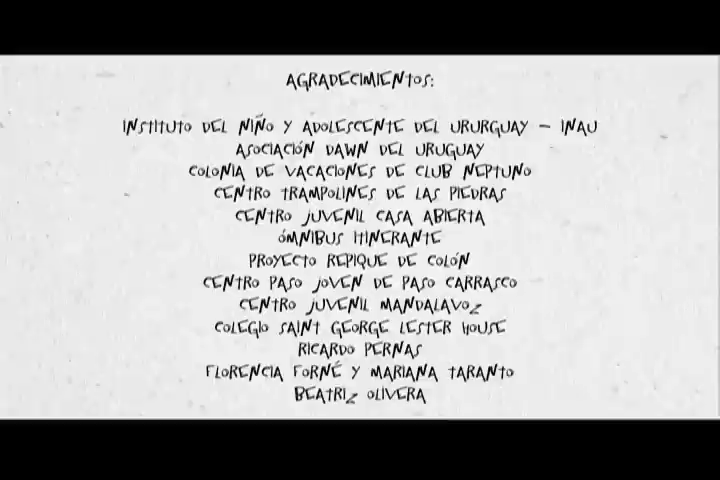 AGRADECIMIENTOS:
INSTITUTO DEL NIÑO Y ADOLESCENTE DEL URURGUAY - INAU
ASOCIACIÓN DAWN DEL URUGUAY
COLONIA DE VACACIONES DE CLUB NEPTUNO
CENTRO TRAMPOLINES DE LAS PIEDRAS
CENTRO JUVENIL CASA ABIERTA
ÓMNIBUS ITINERANTE
PROYECTO REPIQUE DE COLÓN
CENTRO PASO JOVEN DE PASO CARRASCO
CENTRO JUVENIL MANDALAVOZ
COLEGIO SAINT GEORGE LESTER HOUSE
RICARDO PERNAS
FLORENCIA FORNÉ Y MARIANA TARANTO
BEATRIZ OLIVERA